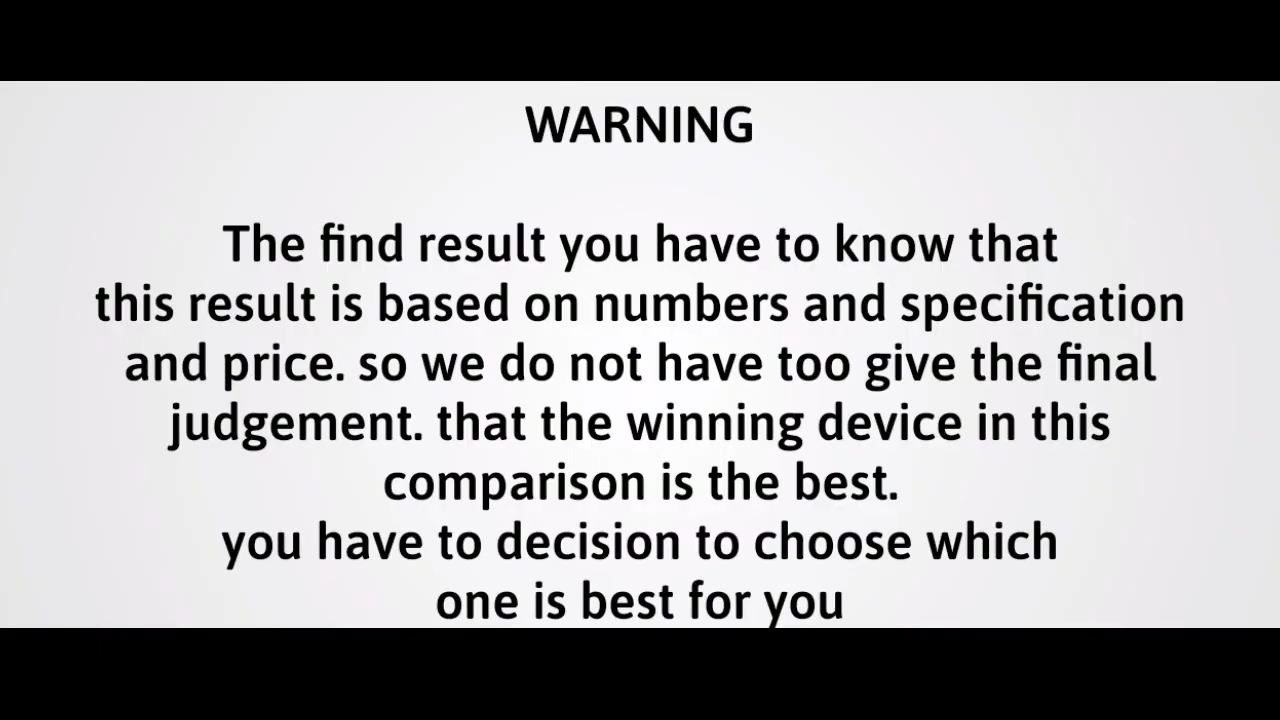 WARNING
The find result you have to know that
this result is based on numbers and specification
and price. so we do not have too give the final
judgement. that the winning device in this
comparison is the best.
you have to decision to choose which
one is best for you